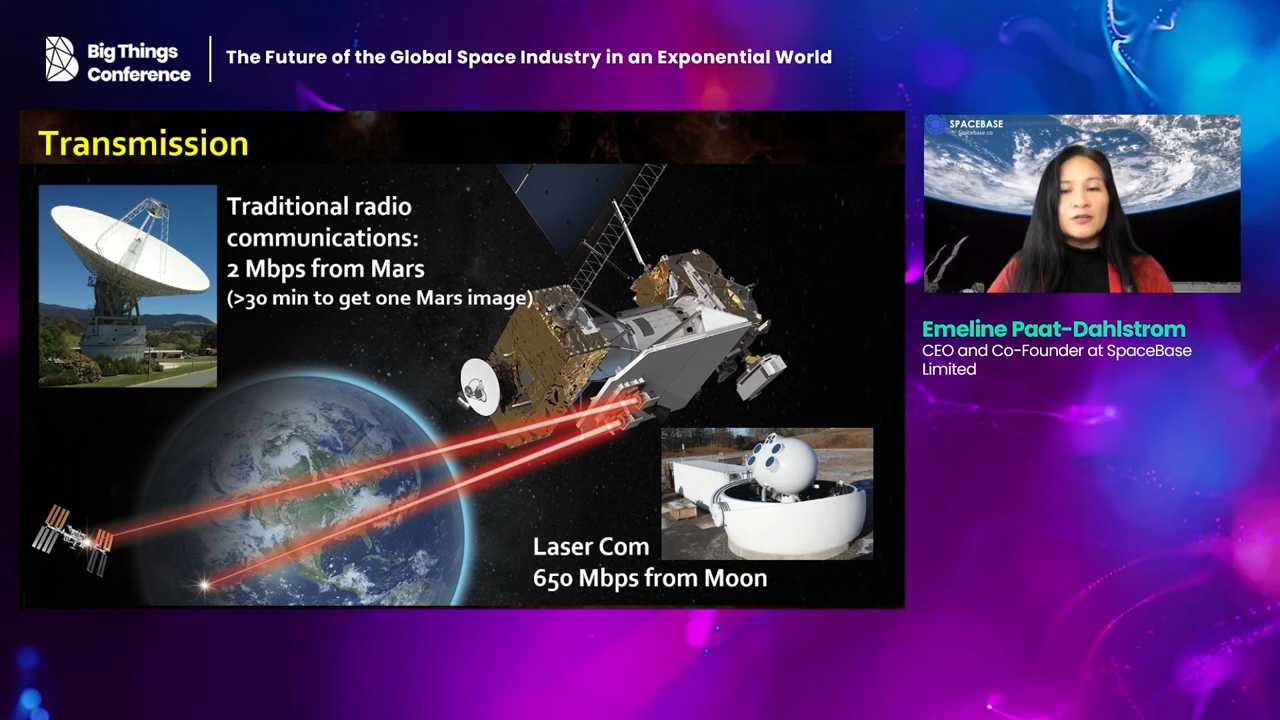 Big Things
Conference
The Future of the Global Space Industry in an Exponential World
Transmission
Traditional radio
communications:
2 Mbps from Mars
(>30 min to get one Mars image)
Laser Com
650 Mbps from Moon
SPACEBASE
Spacebase.co
Emeline Paat-Dahlstrom
CEO and Co-Founder at SpaceBase
Limited